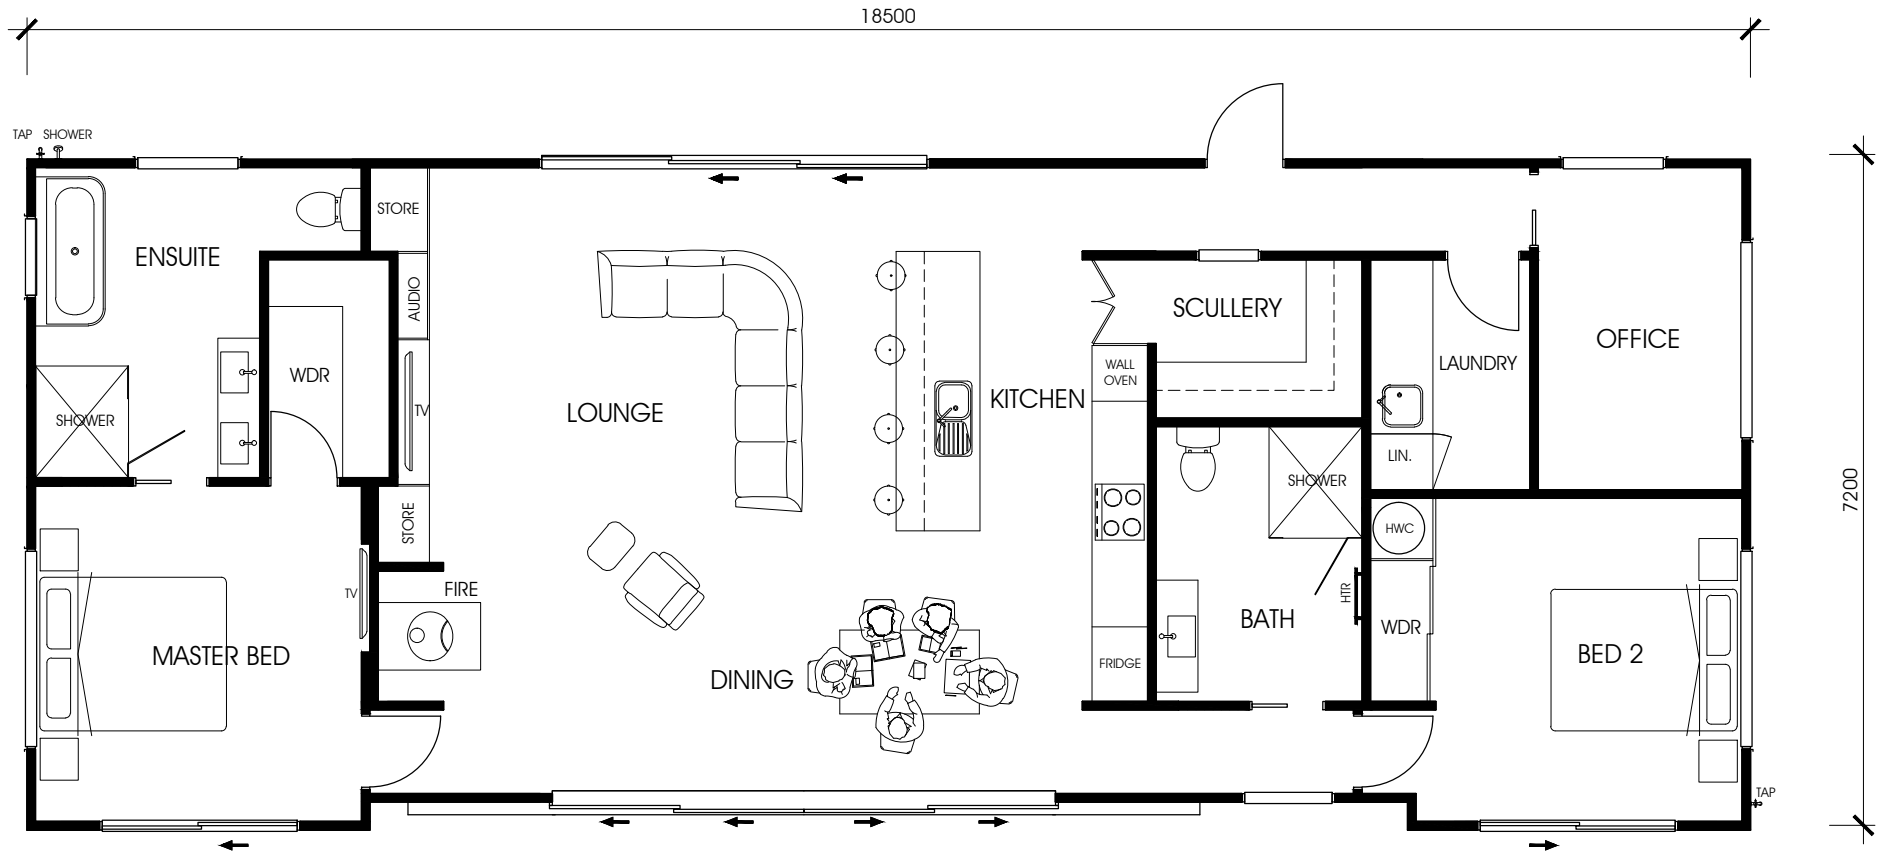 18500
TAP SHOWER
STORE
ENSUITE
AUDIO
SCULLERY
OFFICE
LAUNDRY
WALL
OVEN
WDR
KITCHEN
LOUNGE
TV
SHOWER
LIN.
SHOWER
7200
STORE
HWC
FIRE
TV
HTR
BATH
WDR
MASTER BED
BED 2
FRIDGE
DINING
TAP